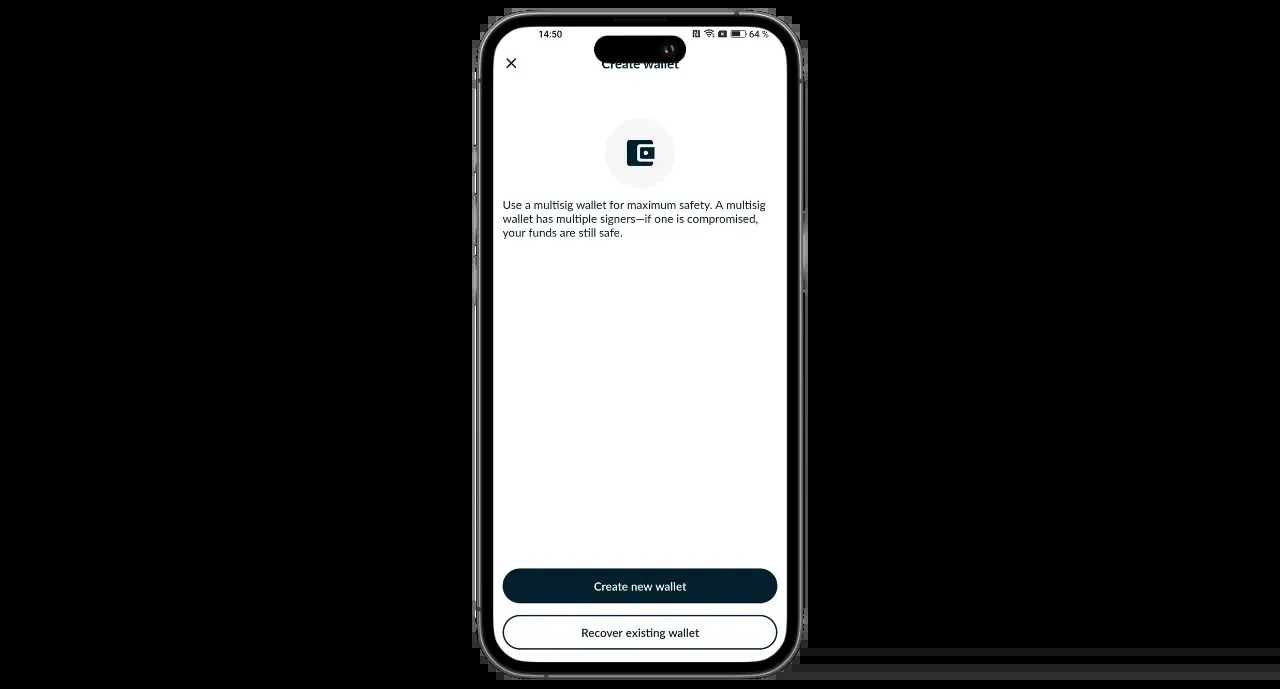 14:50
64 %
Create wallet
Use a multisig wallet for maximum safety. A multisig
wallet has multiple signers—if one is compromised,
your funds are still safe.
Create new wallet
Recover existing wallet